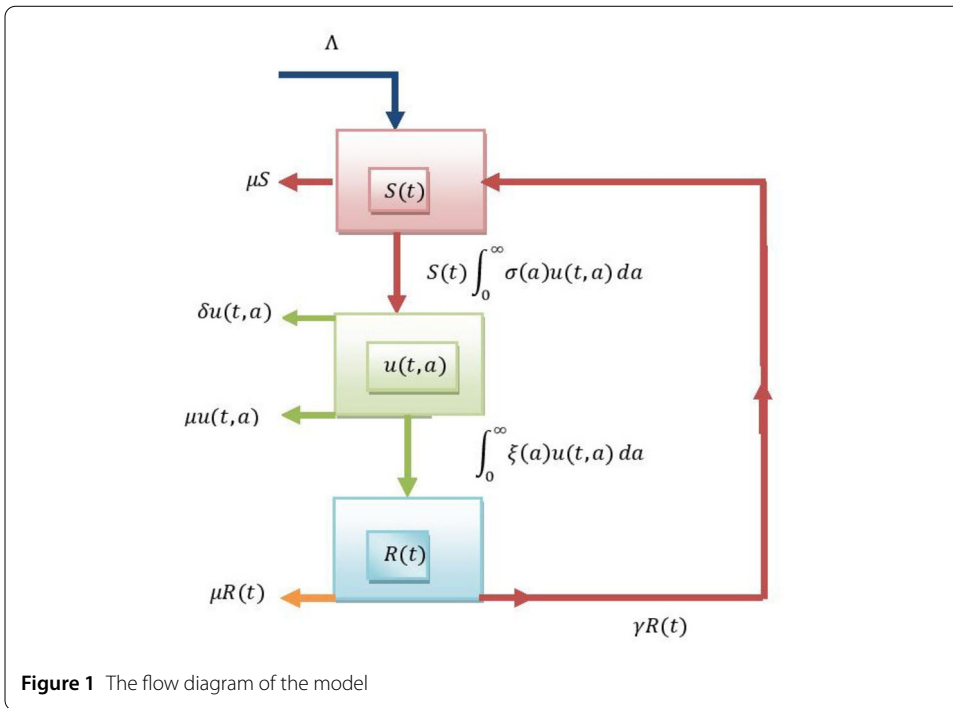 Λ
μS
S(t)
S(t) ∫₀^∞ σ(a)u(t,a) da
δu(t,a)
u(t,a)
μu(t,a)
∫₀^∞ ξ(a)u(t,a) da
R(t)
μR(t)
γR(t)
Figure 1 The flow diagram of the model